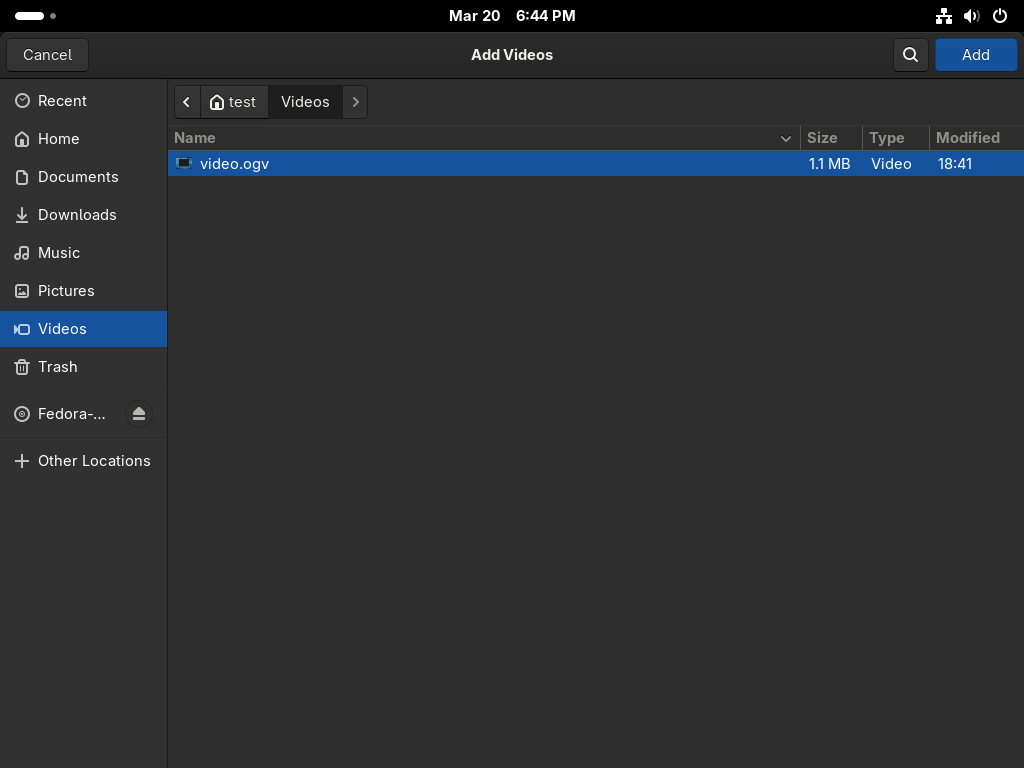 Mar 20 6:44 PM
Cancel
Add Videos
Add
Recent
Home
Documents
Downloads
Music
Pictures
Videos
Trash
Fedora-...
Other Locations
test
Videos
Name Size Type Modified
video.ogv 1.1 MB Video 18:41